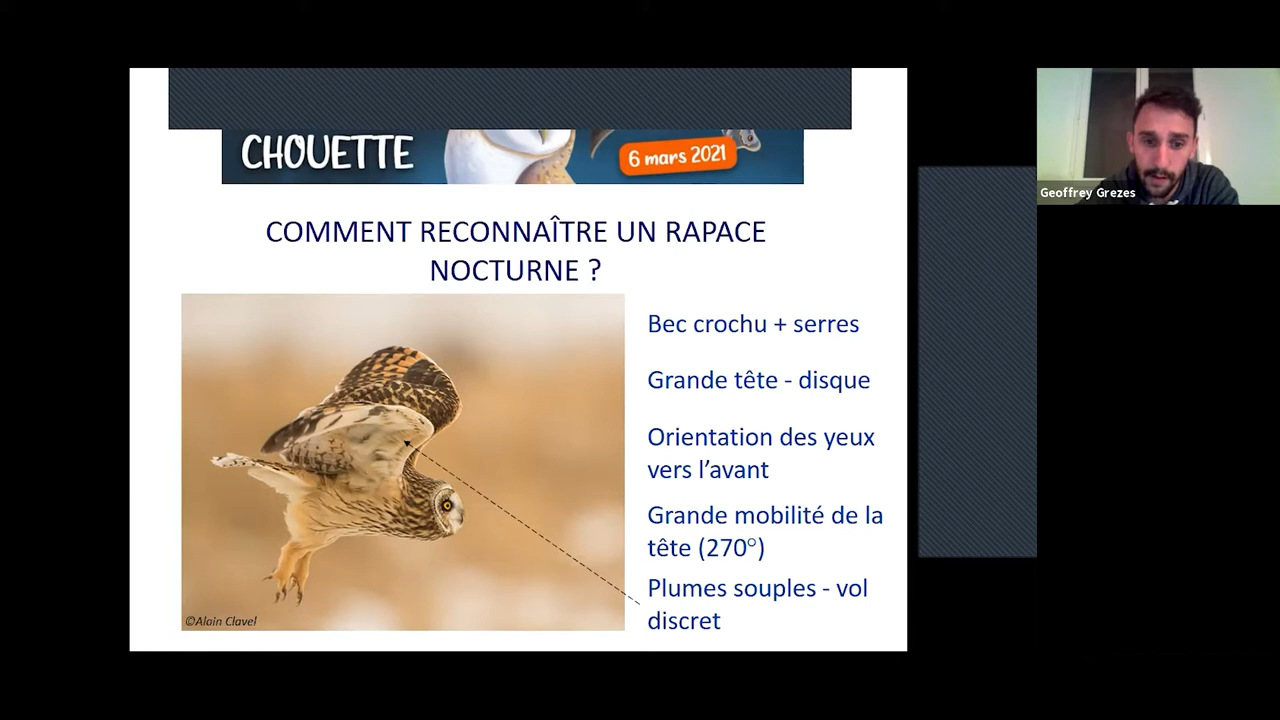 CHOUETTE
6 mars 2021
Geoffrey Grezes
COMMENT RECONNAÎTRE UN RAPACE
NOCTURNE ?
Bec crochu + serres
Grande tête - disque
Orientation des yeux
vers l’avant
Grande mobilité de la
tête (270°)
Plumes souples - vol
discret
©Alain Clavel